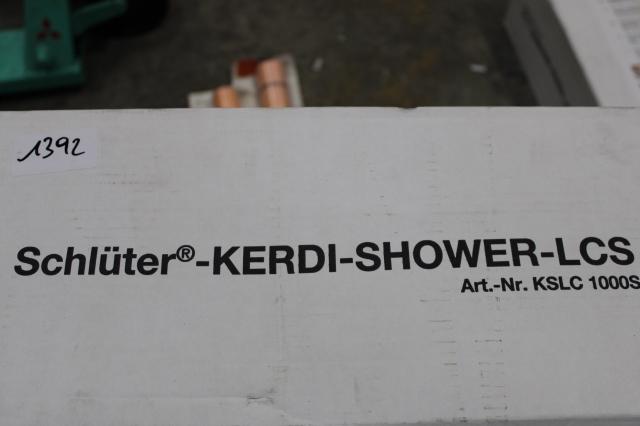 1392
Schlüter®-KERDI-SHOWER-LCS
Art.-Nr. KSLC 1000S